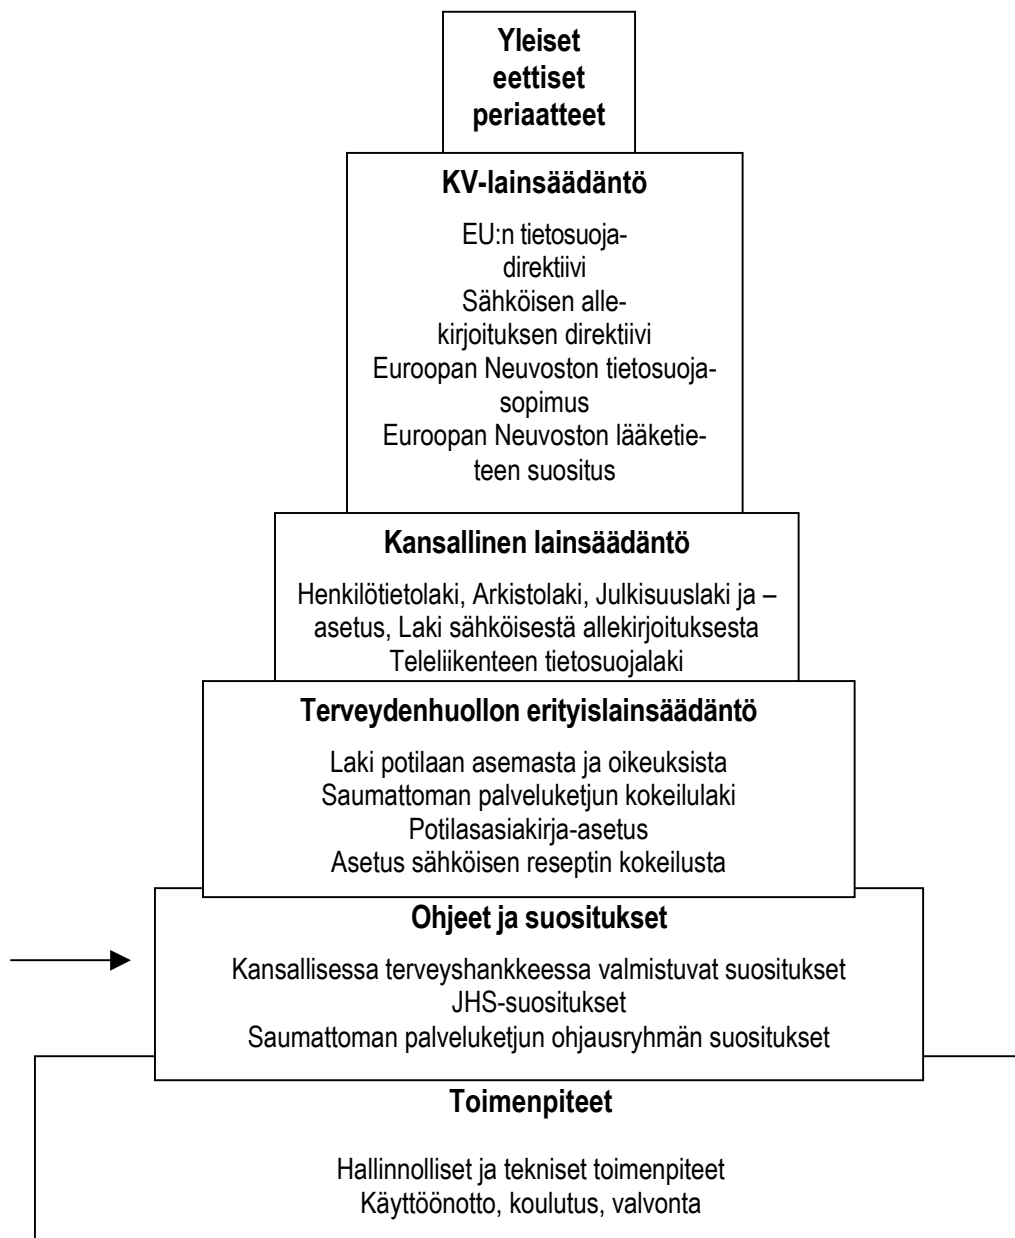 Yleiset
eettiset
periaatteet
KV-lainsäädäntö
EU:n tietosuoja-
direktiivi
Sähköisen alle-
kirjoituksen direktiivi
Euroopan Neuvoston tietosuoja-
sopimus
Euroopan Neuvoston lääketie-
teen suositus
Kansallinen lainsäädäntö
Henkilötietolaki, Arkistolaki, Julkisuuslaki ja –
asetus, Laki sähköisestä allekirjoituksesta
Teleliikenteen tietosuojalaki
Terveydenhuollon erityislainsäädäntö
Laki potilaan asemasta ja oikeuksista
Saumattoman palveluketjun kokeilulaki
Potilasasiakirja-asetus
Asetus sähköisen reseptin kokeilusta
Ohjeet ja suositukset
Kansallisessa terveyshankkeessa valmistuvat suositukset
JHS-suositukset
Saumattoman palveluketjun ohjausryhmän suositukset
Toimenpiteet
Hallinnolliset ja tekniset toimenpiteet
Käyttöönotto, koulutus, valvonta